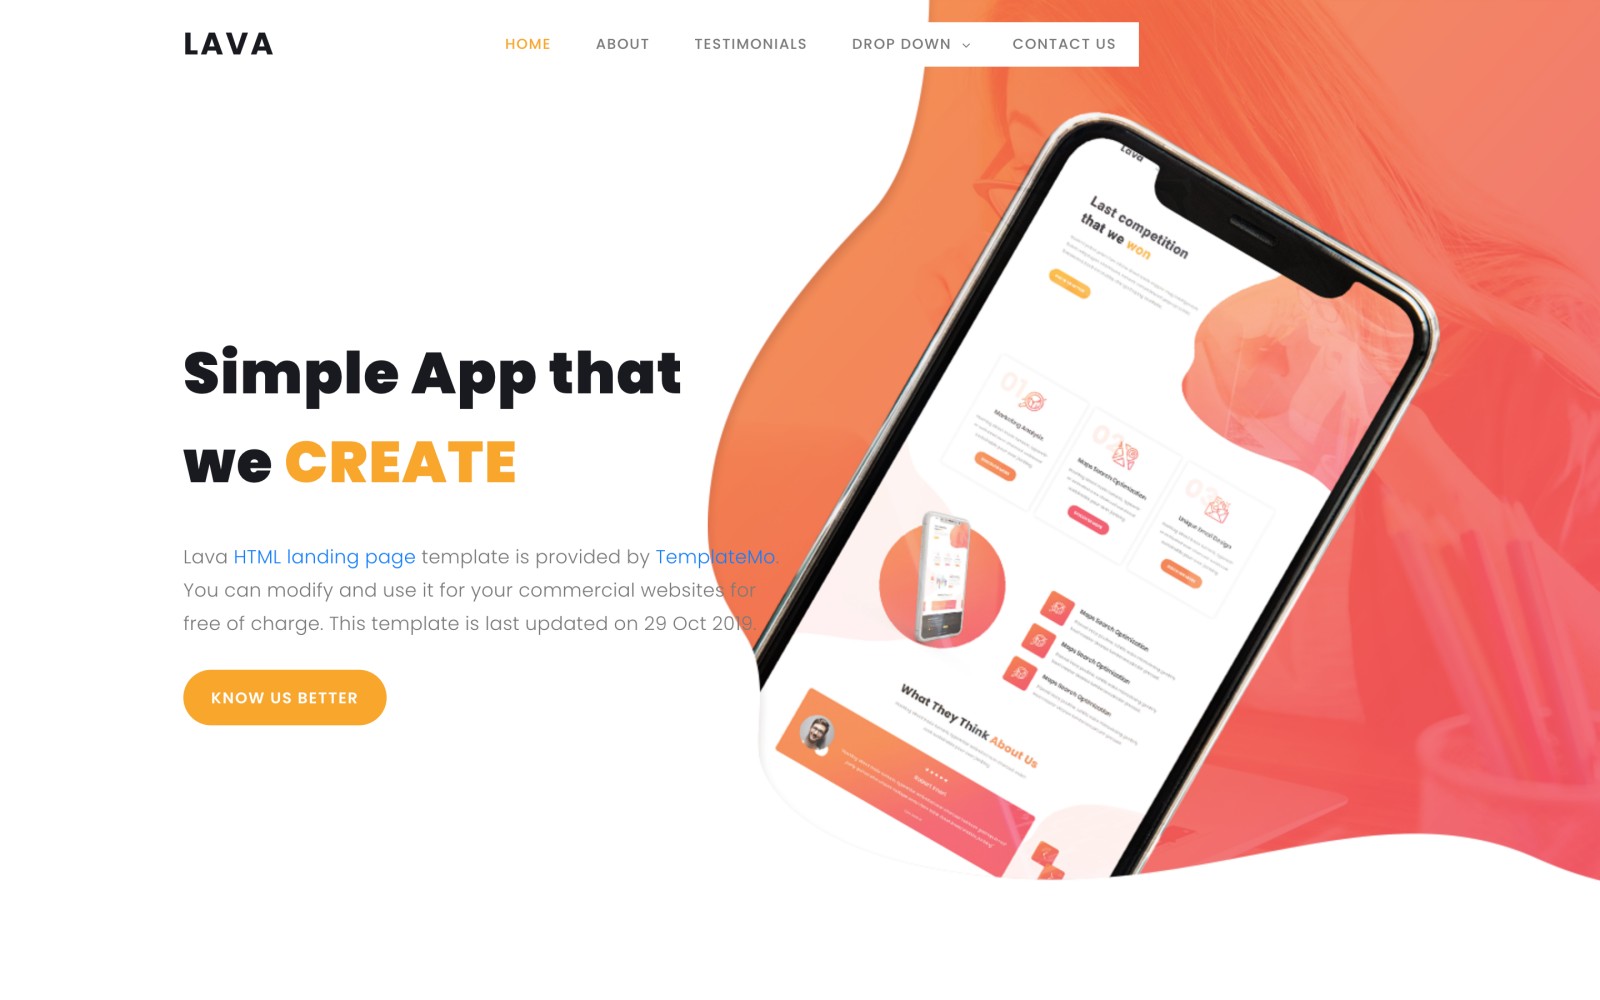 LAVA
HOME ABOUT TESTIMONIALS DROP DOWN CONTACT US
Simple App that
we CREATE
Lava HTML landing page template is provided by TemplateMo.
You can modify and use it for your commercial websites for
free of charge. This template is last updated on 29 Oct 2019.
KNOW US BETTER
Lava
Last competition
that we won
01
Marketing Analysis
02
Maps Search Optimization
03
Unique Email Design
Maps Search Optimization
Maps Search Optimization
Maps Search Optimization
What They Think About Us